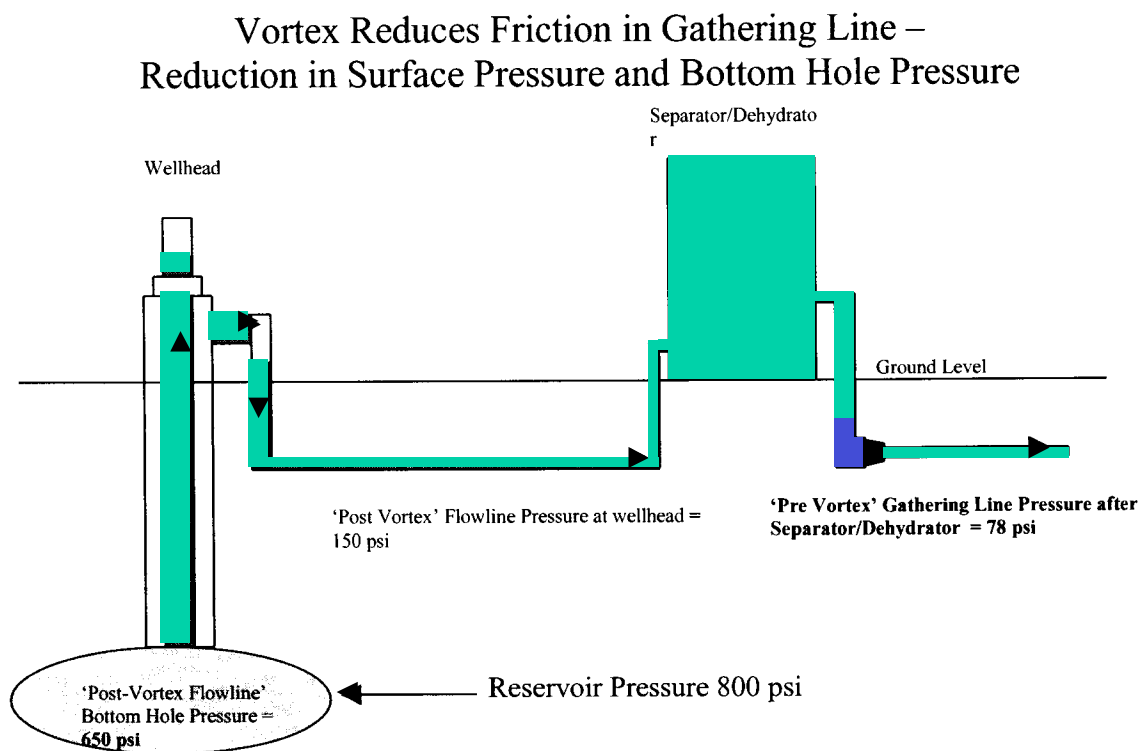 Vortex Reduces Friction in Gathering Line –
Reduction in Surface Pressure and Bottom Hole Pressure
Separator/Dehydrato
r
Wellhead
Ground Level
'Post Vortex' Flowline Pressure at wellhead =
150 psi
'Pre Vortex' Gathering Line Pressure after
Separator/Dehydrator = 78 psi
'Post-Vortex Flowline'
Bottom Hole Pressure =
650 psi
Reservoir Pressure 800 psi